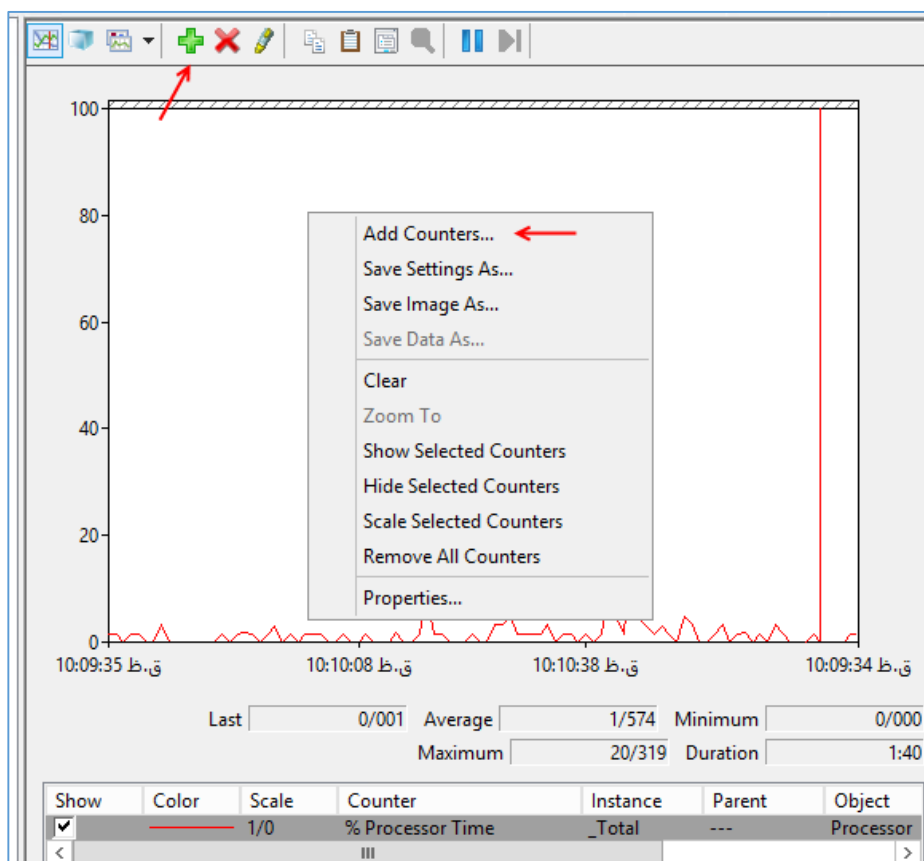 100
80
60
40
20
0
Add Counters...
Save Settings As...
Save Image As...
Save Data As...
Clear
Zoom To
Show Selected Counters
Hide Selected Counters
Scale Selected Counters
Remove All Counters
Properties...
10:09:35 ق.ظ 10:10:08 ق.ظ 10:10:38 ق.ظ 10:09:34 ق.ظ
Last 0/001 Average 1/574 Minimum 0/000
Maximum 20/319 Duration 1:40
Show Color Scale Counter Instance Parent Object
1/0 % Processor Time _Total --- Processor